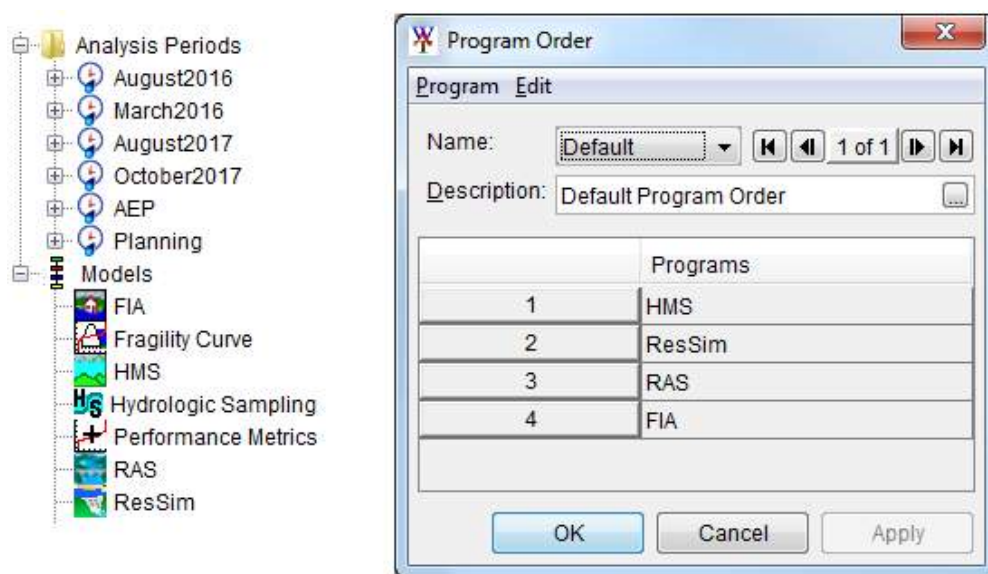 Analysis Periods
August2016
March2016
August2017
October2017
AEP
Planning
Models
FIA
Fragility Curve
HMS
Hydrologic Sampling
Performance Metrics
RAS
ResSim
Program Order
Program Edit
Name: Default 1 of 1
Description: Default Program Order ...
Programs
1 HMS
2 ResSim
3 RAS
4 FIA
OK Cancel Apply